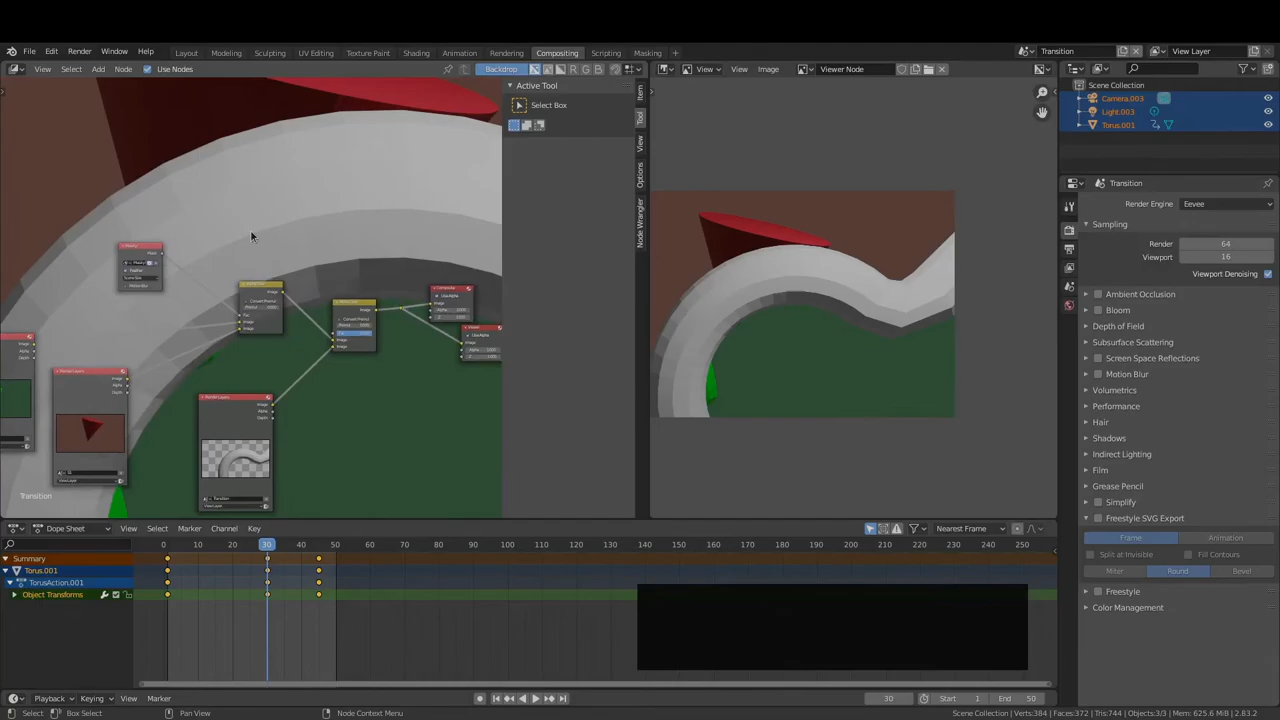 File Edit Render Window Help Layout Modeling Sculpting UV Editing Texture Paint Shading Animation Rendering Compositing Scripting Masking + Transition View Layer
View Select Add Node Use Nodes Backdrop R G B View View Image Viewer Node
Active Tool
Select Box
Item
Tool
View
Options
Node Wrangler
Render Layers
Image
Alpha
Depth
Transition
Scene Collection
Camera.003
Light.003
Torus.001
Transition
Render Engine Eevee
Sampling
Render 64
Viewport 16
Viewport Denoising
Ambient Occlusion
Bloom
Depth of Field
Subsurface Scattering
Screen Space Reflections
Motion Blur
Volumetrics
Performance
Hair
Shadows
Indirect Lighting
Film
Grease Pencil
Simplify
Freestyle SVG Export
Frame Animation
Split at Invisible Fill Contours
Miter Round Bevel
Freestyle
Color Management
Dope Sheet View Select Marker Channel Key Nearest Frame
0 10 20 30 40 50 60 70 80 90 100 110 120 130 140 150 160 170 180 190 200 210 220 230 240 250
Summary
Torus.001
TorusAction.001
Object Transforms
Playback Keying View Marker 30 Start 1 End 50
Select Box Select Pan View Node Context Menu Scene Collection | Verts:384 | Faces:372 | Tris:744 | Objects:3/3 | Mem: 625.6 MiB | 2.83.2